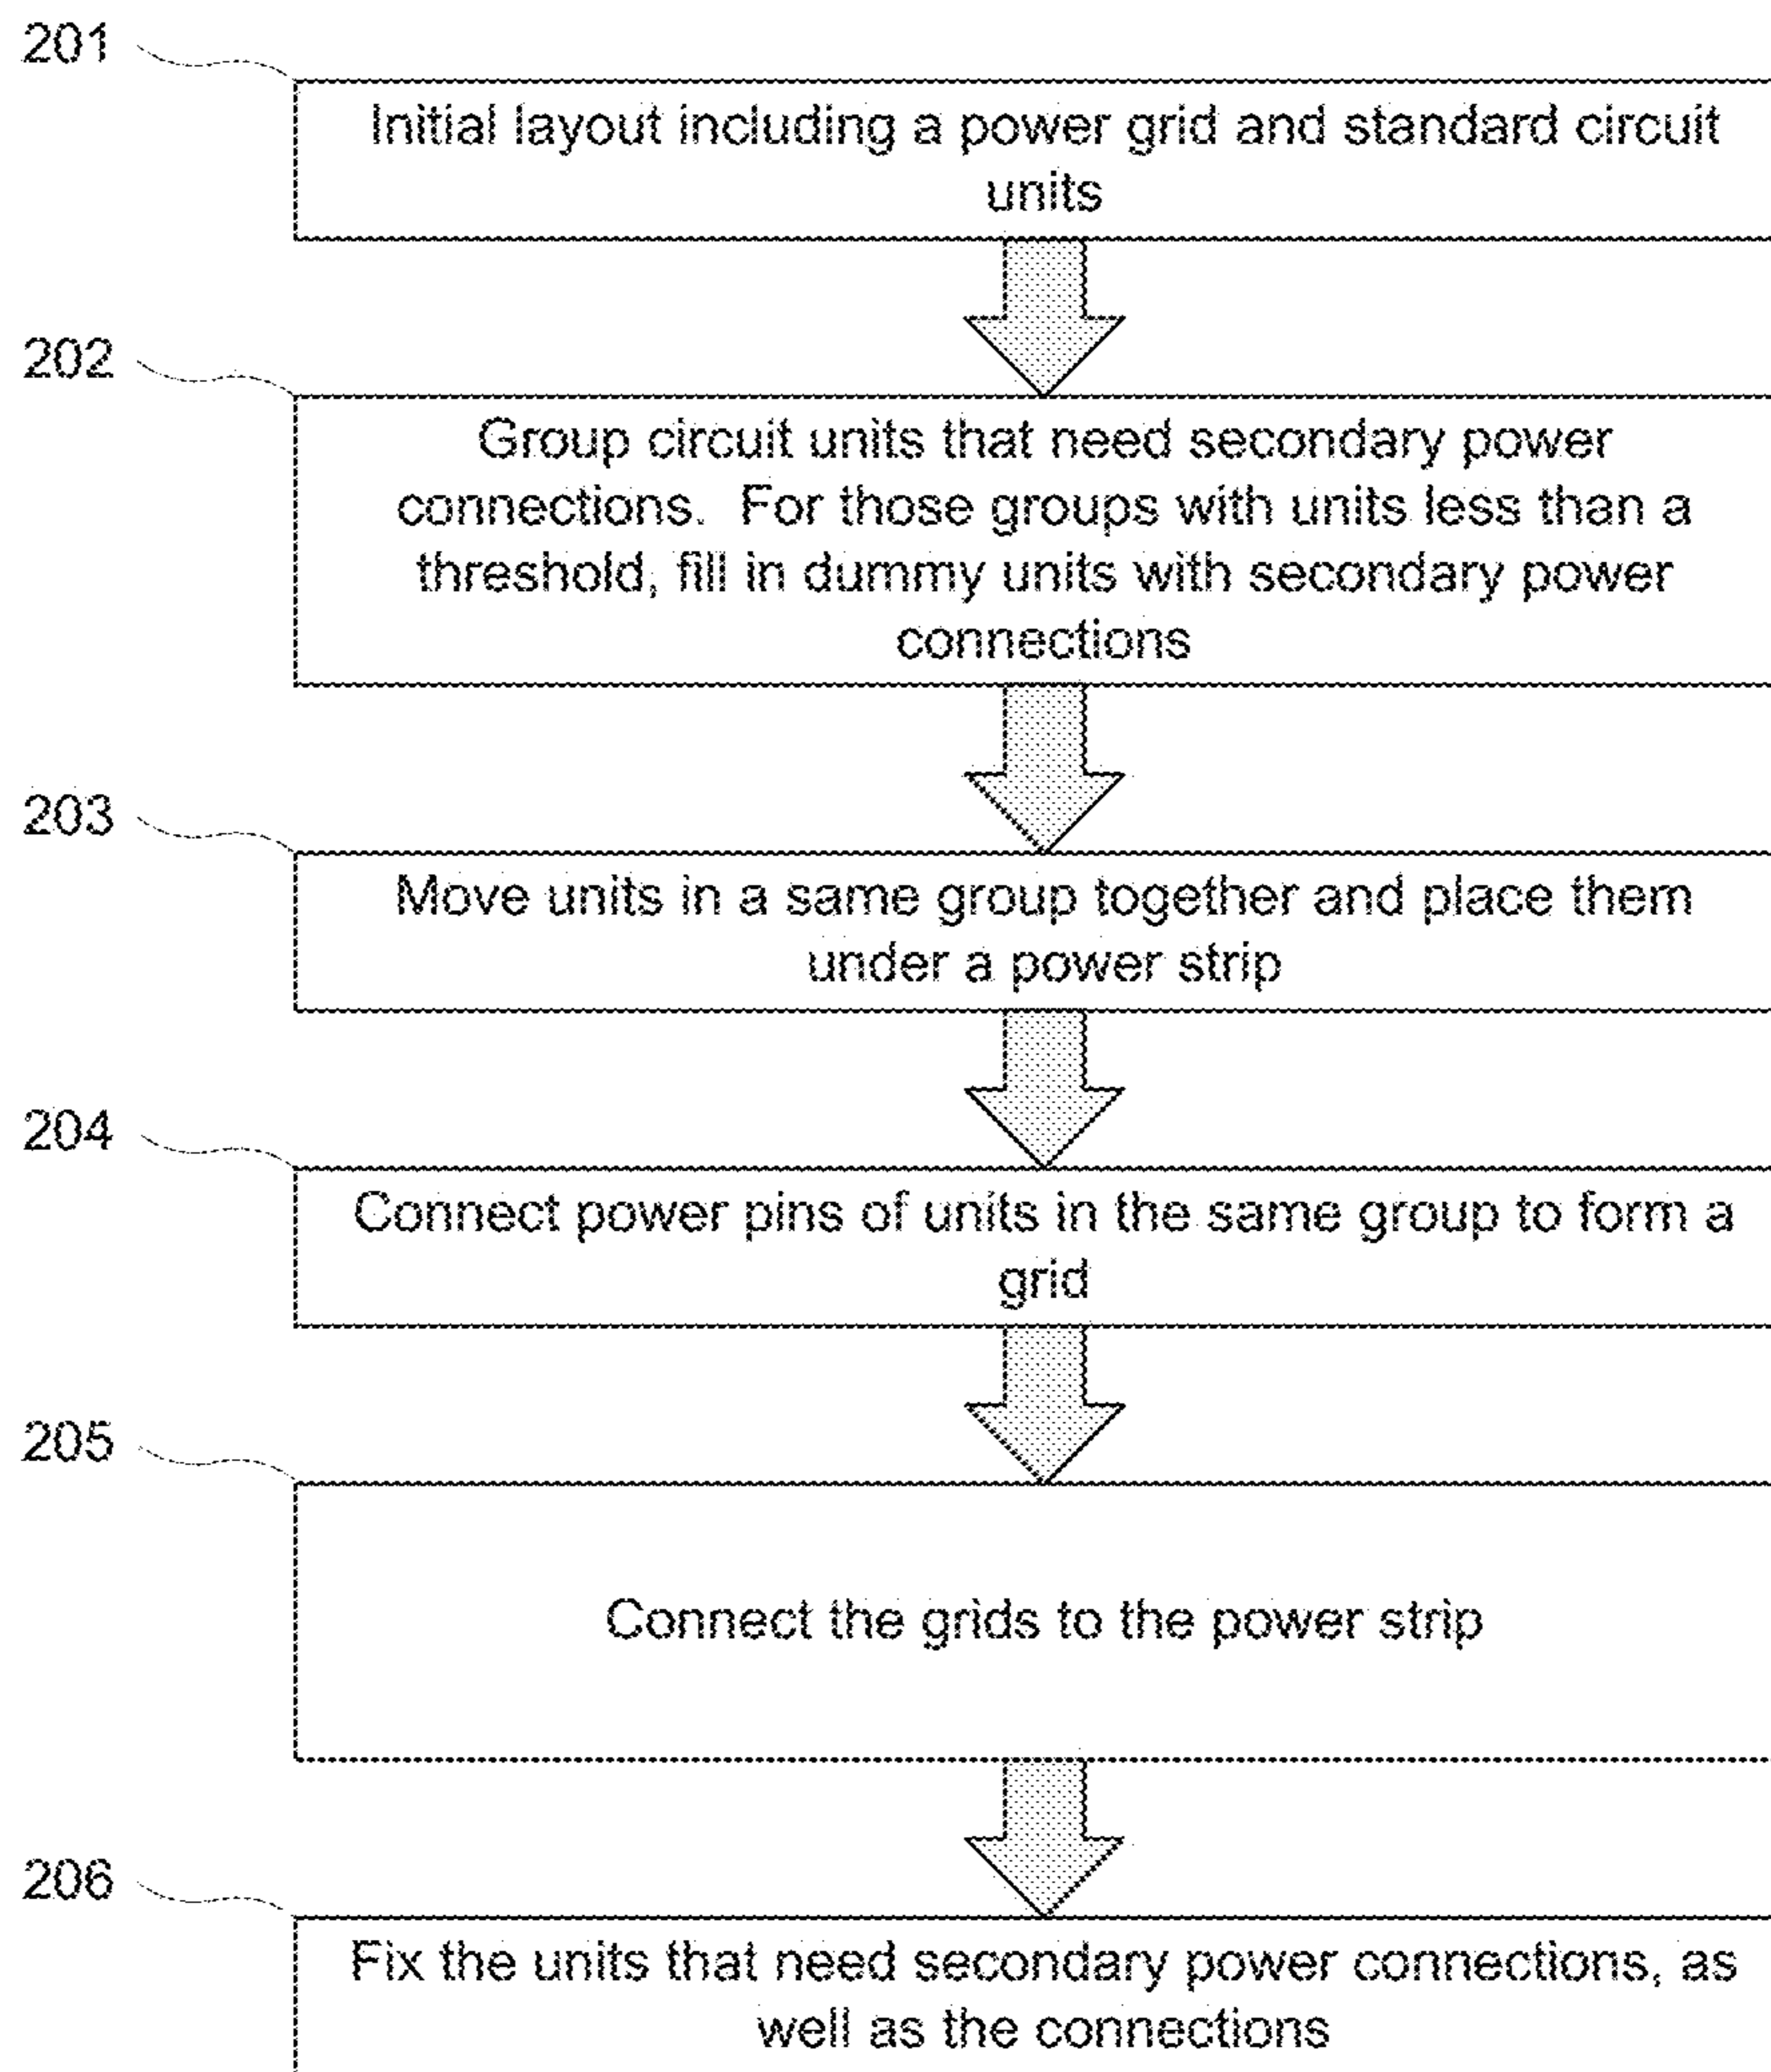 201
Initial layout including a power grid and standard circuit
units
202
Group circuit units that need secondary power
connections.  For those groups with units less than a
threshold, fill in dummy units with secondary power
connections
203
Move units in a same group together and place them
under a power strip
204
Connect power pins of units in the same group to form a
grid
205
Connect the grids to the power strip
206
Fix the units that need secondary power connections, as
well as the connections